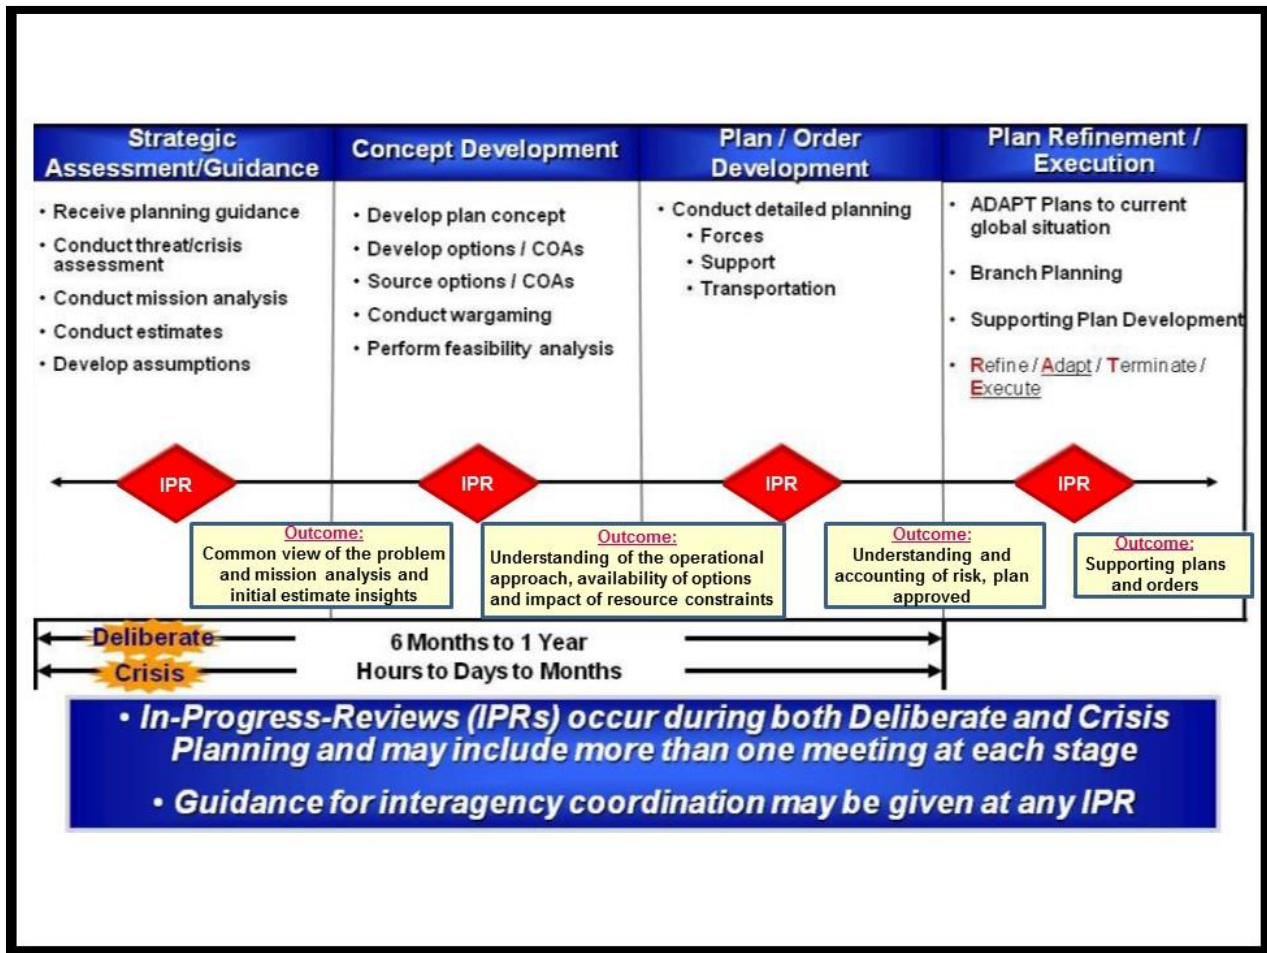 Strategic
Assessment/Guidance
• Receive planning guidance
• Conduct threat/crisis
assessment
• Conduct mission analysis
• Conduct estimates
• Develop assumptions
Concept Development
• Develop plan concept
• Develop options / COAs
• Source options / COAs
• Conduct wargaming
• Perform feasibility analysis
Plan / Order
Development
• Conduct detailed planning
• Forces
• Support
• Transportation
Plan Refinement /
Execution
• ADAPT Plans to current
global situation
• Branch Planning
• Supporting Plan Development
• Refine / Adapt / Terminate /
Execute
IPR
IPR
IPR
IPR
Outcome:
Common view of the problem
and mission analysis and
initial estimate insights
Outcome:
Understanding of the operational
approach, availability of options
and impact of resource constraints
Outcome:
Understanding and
accounting of risk, plan
approved
Outcome:
Supporting plans
and orders
Deliberate
6 Months to 1 Year
Crisis
Hours to Days to Months
• In-Progress-Reviews (IPRs) occur during both Deliberate and Crisis
Planning and may include more than one meeting at each stage
• Guidance for interagency coordination may be given at any IPR